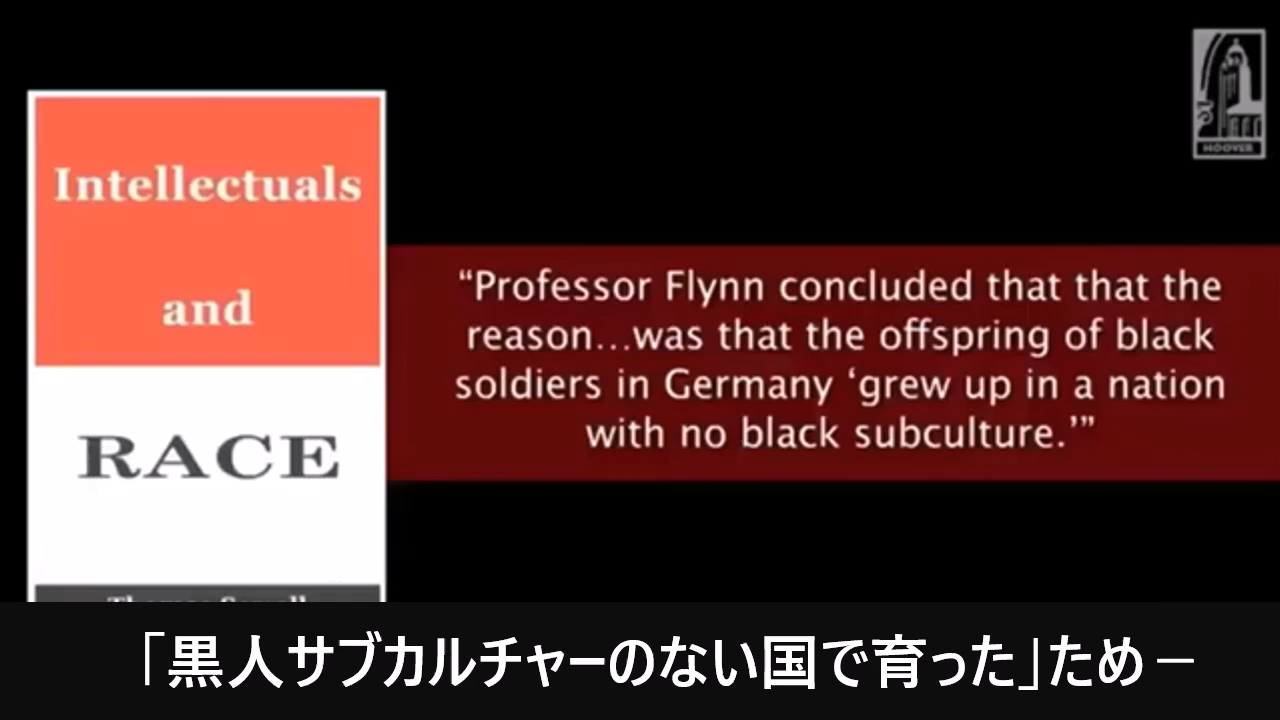 HOOVER
Intellectuals
and
RACE
“Professor Flynn concluded that that the
reason...was that the offspring of black
soldiers in Germany ‘grew up in a nation
with no black subculture.’”
「黒人サブカルチャーのない国で育った」ため－